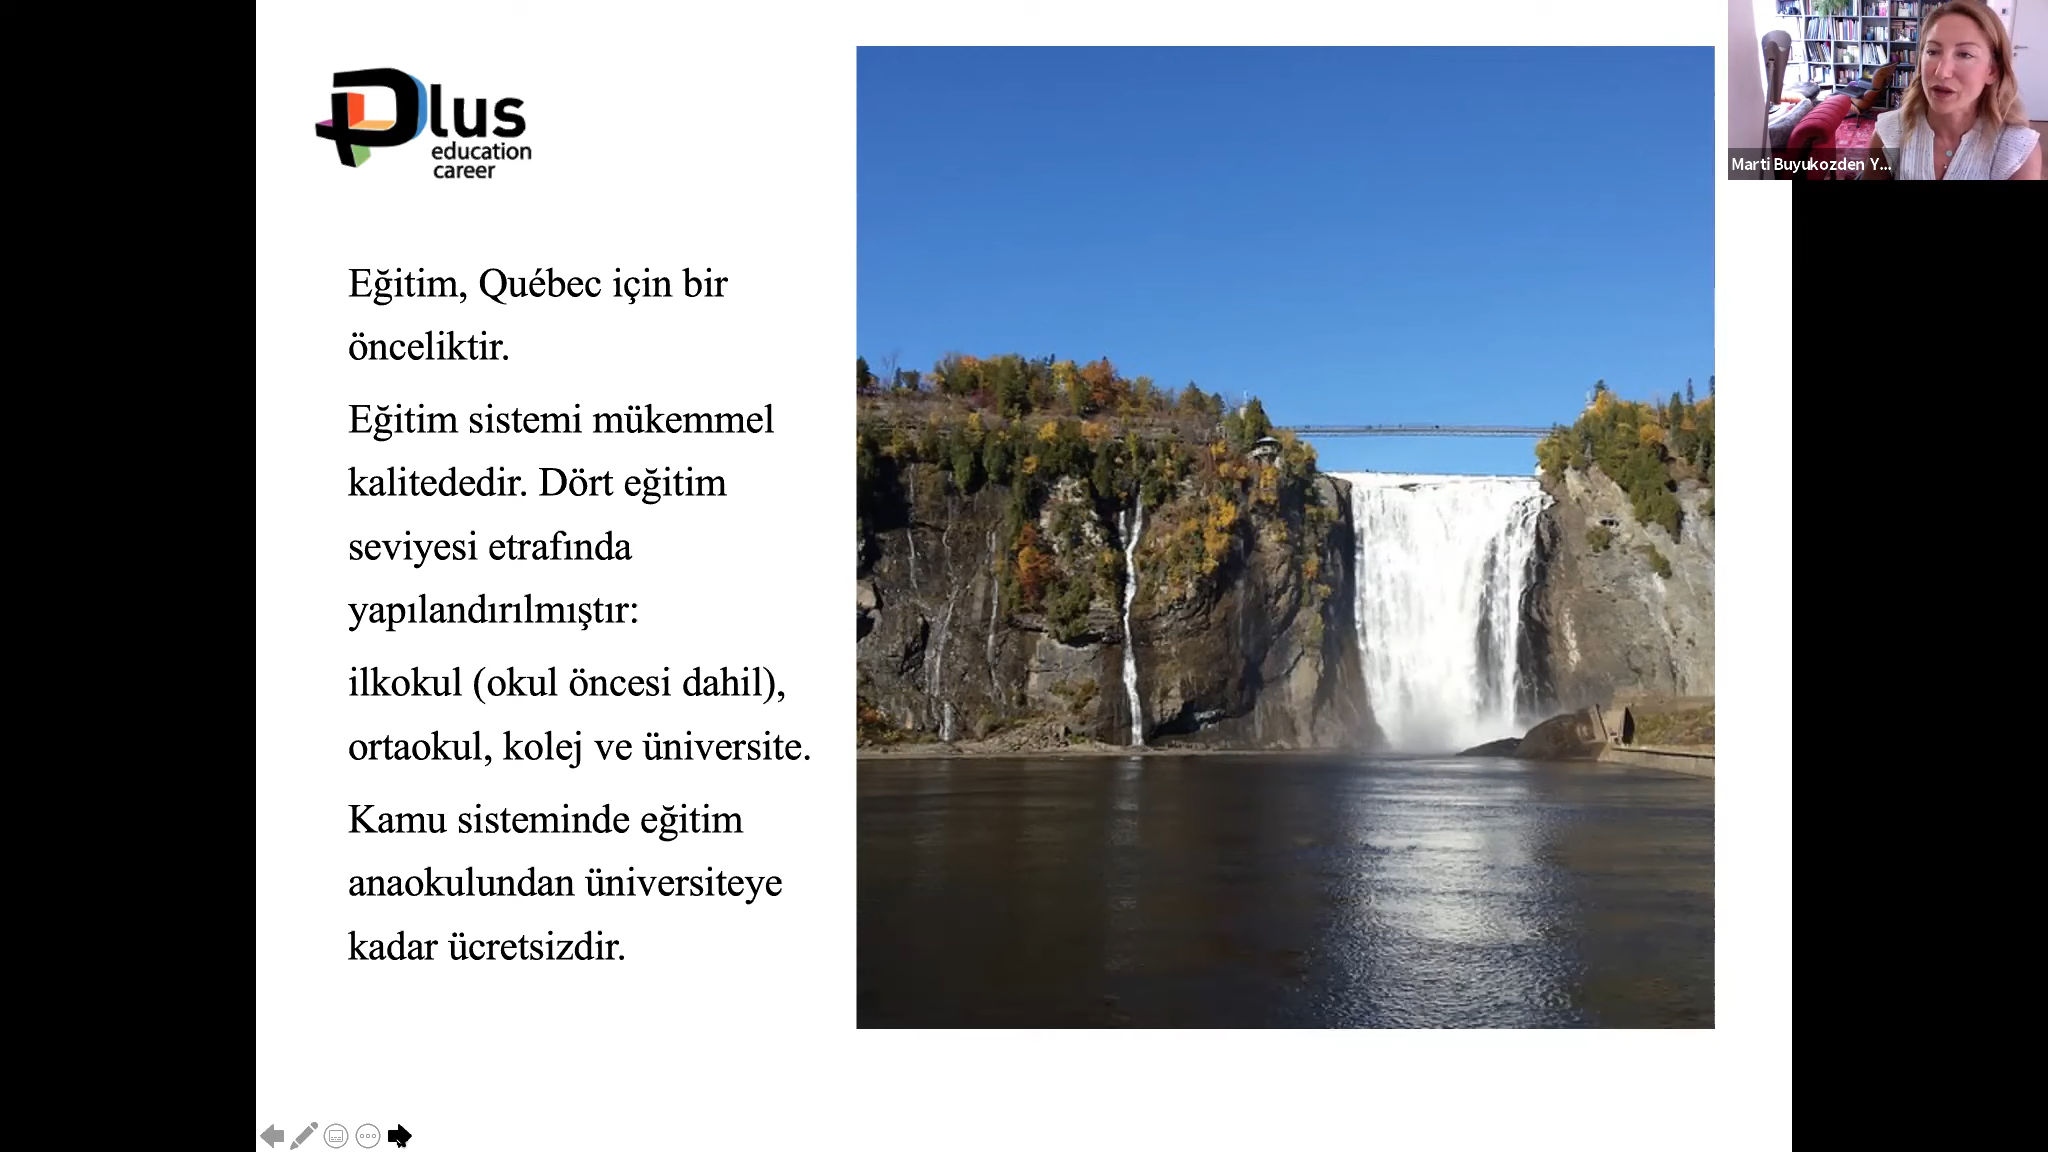 Plus
education
career
Marti Buyukozden Y...
Eğitim, Québec için bir
önceliktir.
Eğitim sistemi mükemmel
kalitededir. Dört eğitim
seviyesi etrafında
yapılandırılmıştır:
ilkokul (okul öncesi dahil),
ortaokul, kolej ve üniversite.
Kamu sisteminde eğitim
anaokulundan üniversiteye
kadar ücretsizdir.